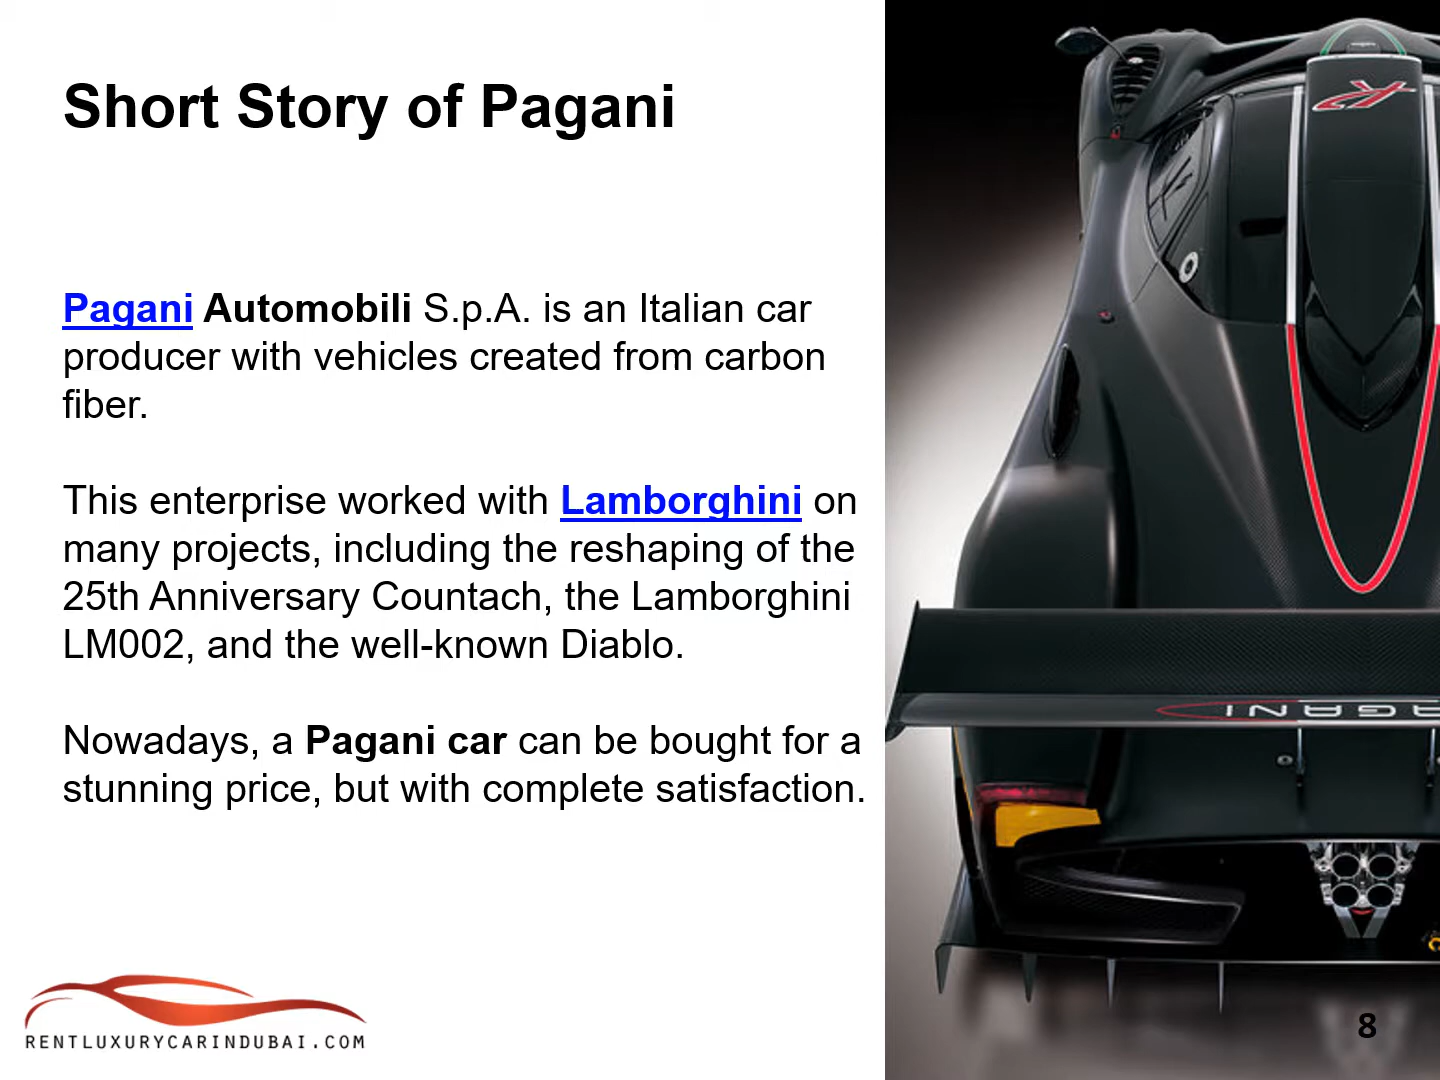 Short Story of Pagani
Pagani Automobili S.p.A. is an Italian car
producer with vehicles created from carbon
fiber.
This enterprise worked with Lamborghini on
many projects, including the reshaping of the
25th Anniversary Countach, the Lamborghini
LM002, and the well-known Diablo.
Nowadays, a Pagani car can be bought for a
stunning price, but with complete satisfaction.
RENTLUXURYCARINDUBAI.COM
R
PAGANI
8